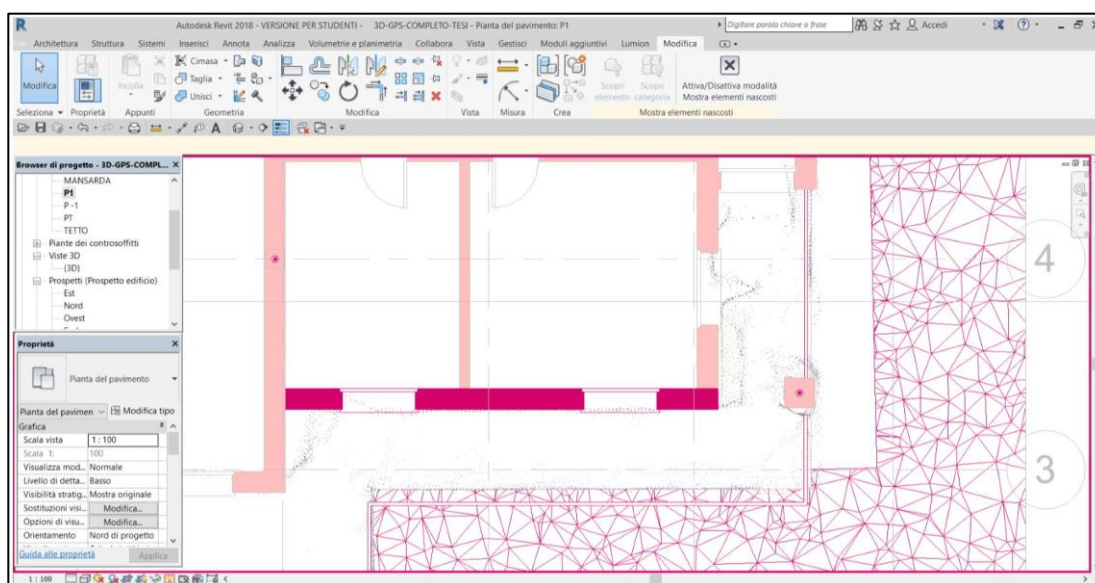 Autodesk Revit 2018 - VERSIONE PER STUDENTI - 3D-GPS-COMPLETO-TESI - Pianta del pavimento: P1
Digitare parola chiave o frase
Accedi
Architettura Struttura Sistemi Inserisci Annota Analizza Volumetrie e planimetria Collabora Vista Gestisci Moduli aggiuntivi Lumion Modifica
Modifica
Incolla
Cimasa
Taglia
Unisci
Scopri elemento
Scopri categoria
Attiva/Disattiva modalità
Mostra elementi nascosti
Seleziona Proprietà Appunti Geometria Modifica Vista Misura Crea Mostra elementi nascosti
Browser di progetto - 3D-GPS-COMPL...
MANSARDA
P1
P -1
PT
TETTO
Piante dei controsoffitti
Viste 3D
{3D}
Prospetti (Prospetto edificio)
Est
Nord
Ovest
Proprietà
Pianta del pavimento
Pianta del pavimen
Modifica tipo
Grafica
Scala vista 1 : 100
Scala 1: 100
Visualizza mod... Normale
Livello di detta... Basso
Visibilità stratig... Mostra originale
Sostituzioni visi... Modifica...
Opzioni di visu... Modifica...
Orientamento Nord di progetto
Guida alle proprietà
Applica
1 : 100
4
3